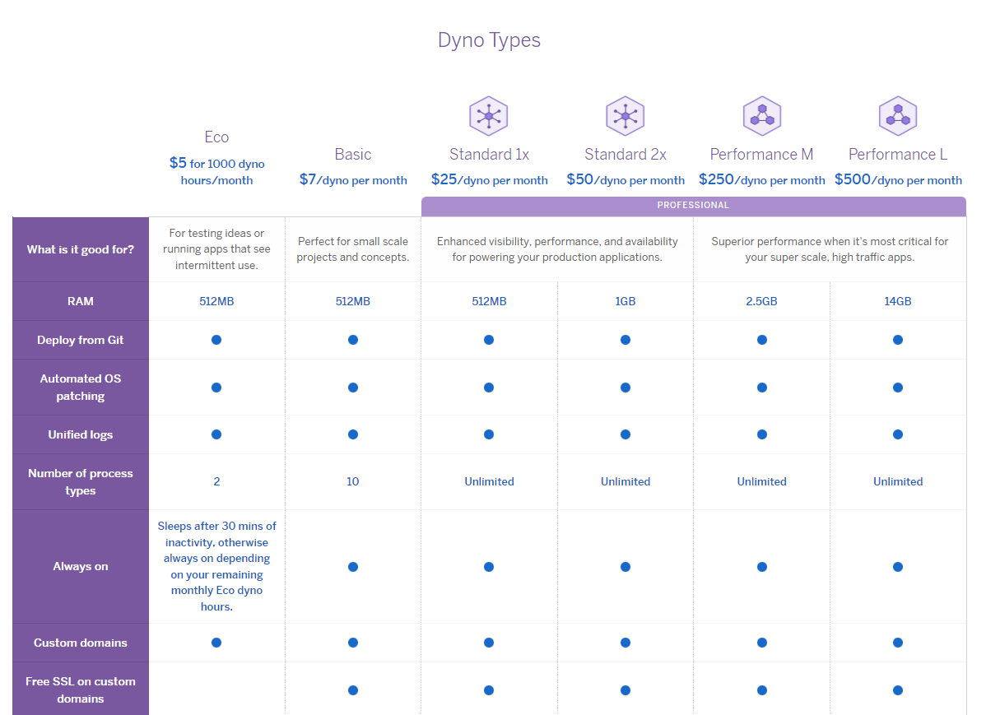 Dyno Types
Eco
$5 for 1000 dyno
hours/month
Basic
$7/dyno per month
Standard 1x
$25/dyno per month
Standard 2x
$50/dyno per month
Performance M
$250/dyno per month
Performance L
$500/dyno per month
PROFESSIONAL
What is it good for?
For testing ideas or
running apps that see
intermittent use.
Perfect for small scale
projects and concepts.
Enhanced visibility, performance, and availability
for powering your production applications.
Superior performance when it's most critical for
your super scale, high traffic apps.
RAM
512MB
512MB
512MB
1GB
2.5GB
14GB
Deploy from Git
Automated OS
patching
Unified logs
Number of process
types
2
10
Unlimited
Unlimited
Unlimited
Unlimited
Always on
Sleeps after 30 mins of
inactivity, otherwise
always on depending
on your remaining
monthly Eco dyno
hours.
Custom domains
Free SSL on custom
domains